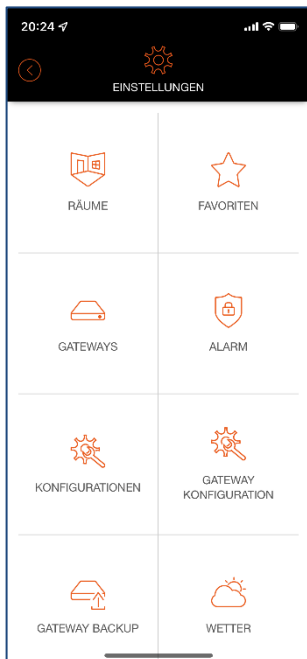 20:24
EINSTELLUNGEN
RÄUME
FAVORITEN
GATEWAYS
ALARM
KONFIGURATIONEN
GATEWAY
KONFIGURATION
GATEWAY BACKUP
WETTER